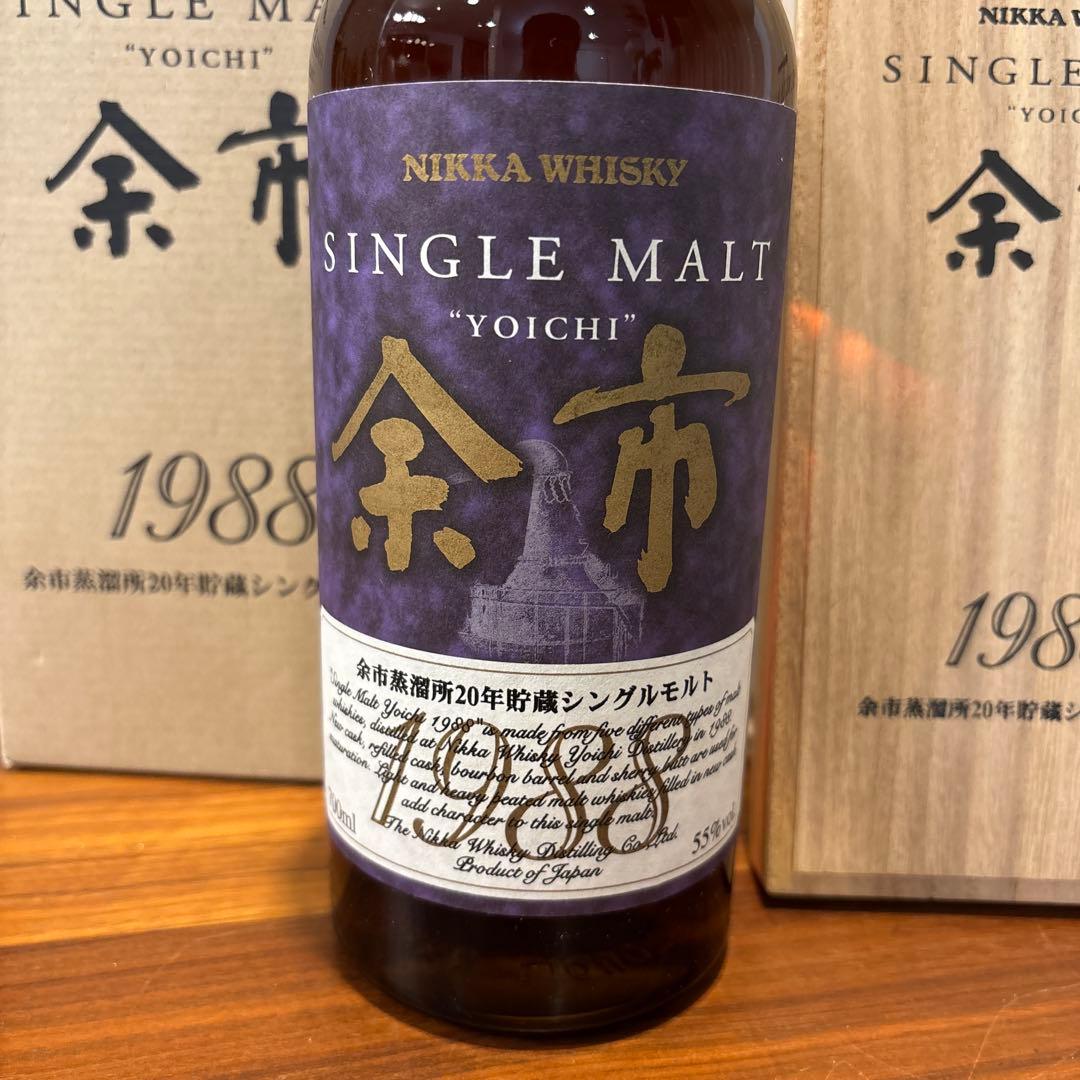 INGLE MA
"YOICHI"
余市
1988
余市蒸溜所20年貯蔵シング
NIKKA WHISKY
SINGLE MALT
"YOICHI"
余市
余市蒸溜所20年貯蔵シングルモルト
1988
"Single Malt Yoichi 1988" is made from five different types of malt
whiskies, distilled at Nikka Whisky Yoichi Distillery in 1988.
New cask, refilled cask, bourbon barrel and sherry butt are used for
maturation. Light and heavy peated malt whiskies filled in new cask
add character to this single malt.
The Nikka Whisky Distilling Co., Ltd.
Product of Japan
700ml
55%vol.
NIKKA W
SINGLE
"YOIC
余
198
余市蒸溜所20年貯蔵シ